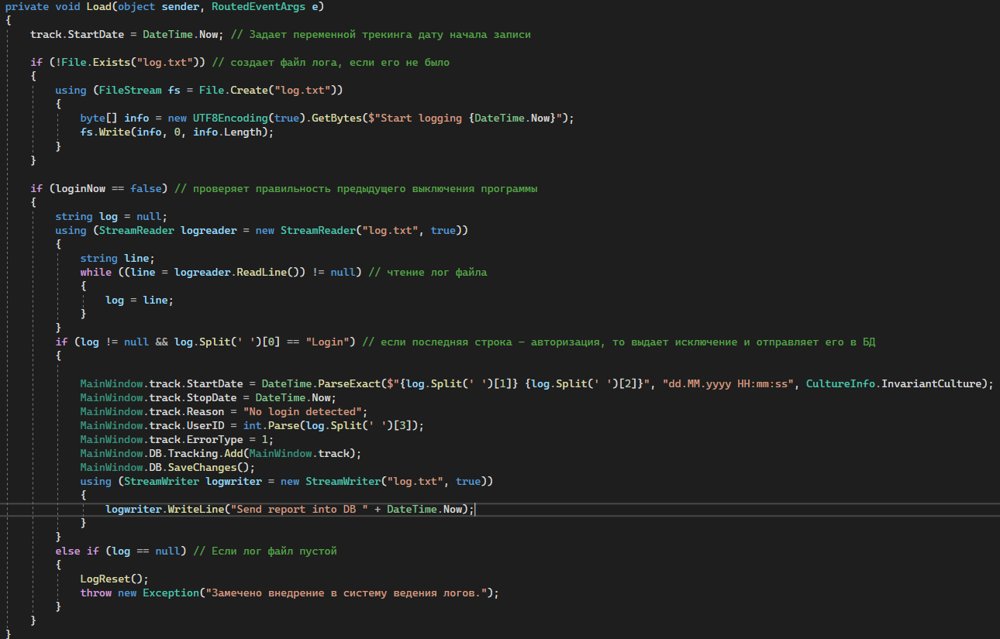 private void Load(object sender, RoutedEventArgs e)
{
    track.StartDate = DateTime.Now; // Задает переменной трекинга дату начала записи

    if (!File.Exists("log.txt")) // создает файл лога, если его не было
    {
        using (FileStream fs = File.Create("log.txt"))
        {
            byte[] info = new UTF8Encoding(true).GetBytes($"Start logging {DateTime.Now}");
            fs.Write(info, 0, info.Length);
        }
    }

    if (loginNow == false) // проверяет правильность предыдущего выключения программы
    {
        string log = null;
        using (StreamReader logreader = new StreamReader("log.txt", true))
        {
            string line;
            while ((line = logreader.ReadLine()) != null) // чтение лог файла
            {
                log = line;
            }
        }
        if (log != null && log.Split(' ')[0] == "Login") // если последняя строка – авторизация, то выдает исключение и отправляет его в БД
        {

            MainWindow.track.StartDate = DateTime.ParseExact($"{log.Split(' ')[1]} {log.Split(' ')[2]}", "dd.MM.yyyy HH:mm:ss", CultureInfo.InvariantCulture);
            MainWindow.track.StopDate = DateTime.Now;
            MainWindow.track.Reason = "No login detected";
            MainWindow.track.UserID = int.Parse(log.Split(' ')[3]);
            MainWindow.track.ErrorType = 1;
            MainWindow.DB.Tracking.Add(MainWindow.track);
            MainWindow.DB.SaveChanges();
            using (StreamWriter logwriter = new StreamWriter("log.txt", true))
            {
                logwriter.WriteLine("Send report into DB " + DateTime.Now);
            }
        }
        else if (log == null) // Если лог файл пустой
        {
            LogReset();
            throw new Exception("Замечено внедрение в систему ведения логов.");
        }
    }
}